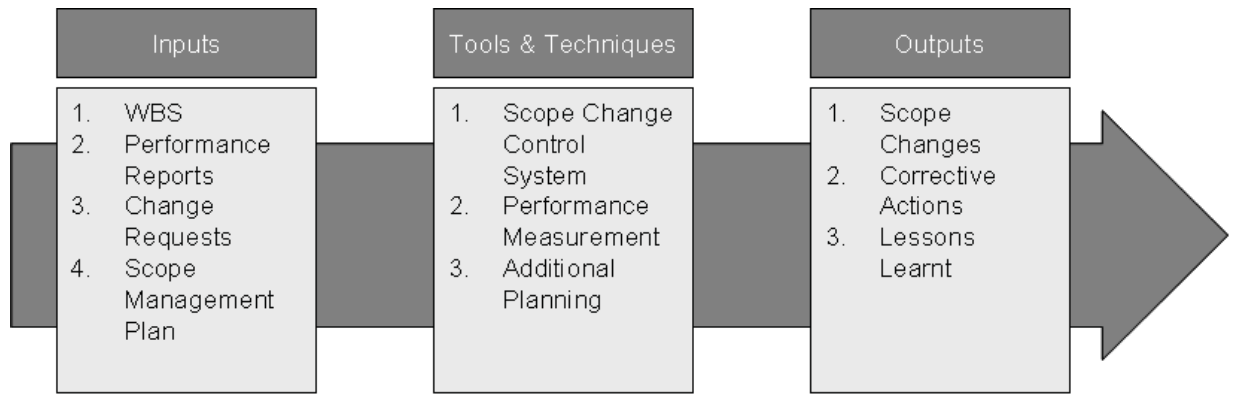 Inputs
1. WBS
2. Performance
Reports
3. Change
Requests
4. Scope
Management
Plan
Tools & Techniques
1. Scope Change
Control
System
2. Performance
Measurement
3. Additional
Planning
Outputs
1. Scope
Changes
2. Corrective
Actions
3. Lessons
Learnt